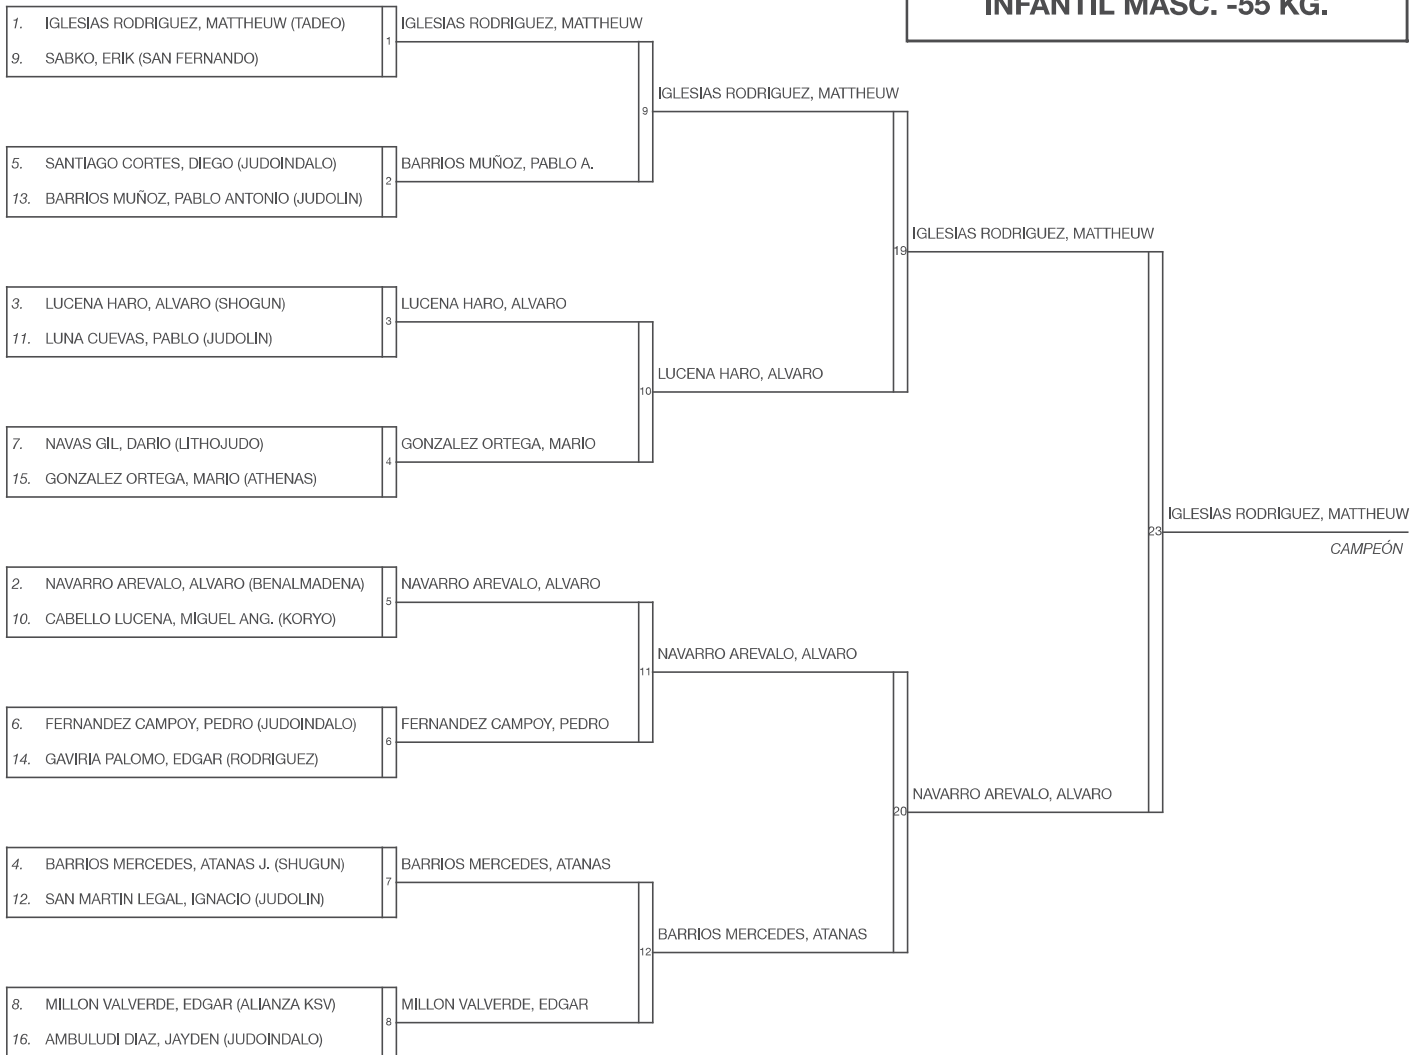 INFANTIL MASC. -55 KG.
1. IGLESIAS RODRIGUEZ, MATTHEUW (TADEO)
9. SABKO, ERIK (SAN FERNANDO)
1
IGLESIAS RODRIGUEZ, MATTHEUW
5. SANTIAGO CORTES, DIEGO (JUDOINDALO)
13. BARRIOS MUÑOZ, PABLO ANTONIO (JUDOLIN)
2
BARRIOS MUÑOZ, PABLO A.
9
IGLESIAS RODRIGUEZ, MATTHEUW
3. LUCENA HARO, ALVARO (SHOGUN)
11. LUNA CUEVAS, PABLO (JUDOLIN)
3
LUCENA HARO, ALVARO
7. NAVAS GIL, DARIO (LITHOJUDO)
15. GONZALEZ ORTEGA, MARIO (ATHENAS)
4
GONZALEZ ORTEGA, MARIO
10
LUCENA HARO, ALVARO
19
IGLESIAS RODRIGUEZ, MATTHEUW
2. NAVARRO AREVALO, ALVARO (BENALMADENA)
10. CABELLO LUCENA, MIGUEL ANG. (KORYO)
5
NAVARRO AREVALO, ALVARO
6. FERNANDEZ CAMPOY, PEDRO (JUDOINDALO)
14. GAVIRIA PALOMO, EDGAR (RODRIGUEZ)
6
FERNANDEZ CAMPOY, PEDRO
11
NAVARRO AREVALO, ALVARO
4. BARRIOS MERCEDES, ATANAS J. (SHUGUN)
12. SAN MARTIN LEGAL, IGNACIO (JUDOLIN)
7
BARRIOS MERCEDES, ATANAS
8. MILLON VALVERDE, EDGAR (ALIANZA KSV)
16. AMBULUDI DIAZ, JAYDEN (JUDOINDALO)
8
MILLON VALVERDE, EDGAR
12
BARRIOS MERCEDES, ATANAS
20
NAVARRO AREVALO, ALVARO
23
IGLESIAS RODRIGUEZ, MATTHEUW
CAMPEÓN